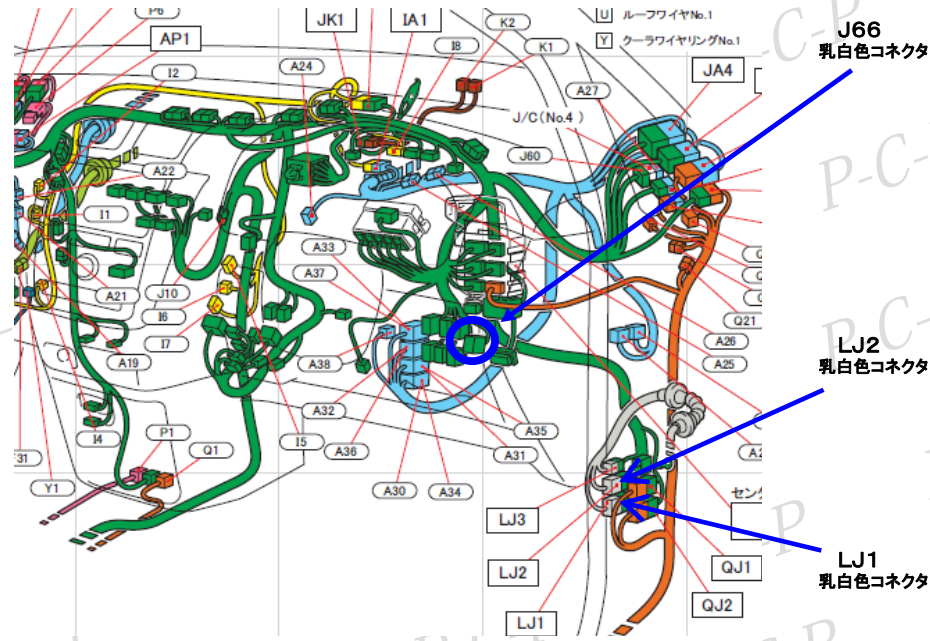 P6
AP1
JK1
IA1
K2
K1
U ルーフワイヤNo.1
Y クーラワイヤリングNo.1
J66
乳白色コネクタ
I2
A24
I8
A27
JA4
J/C(No.4)
J60
A22
I1
A21
J10
I6
I7
A19
A33
A37
A38
A32
A36
A30
A34
A31
A35
I5
I4
P1
Q1
Y1
Q21
A26
A25
LJ2
乳白色コネクタ
LJ3
LJ2
LJ1
QJ1
QJ2
LJ1
乳白色コネクタ
P-C-P